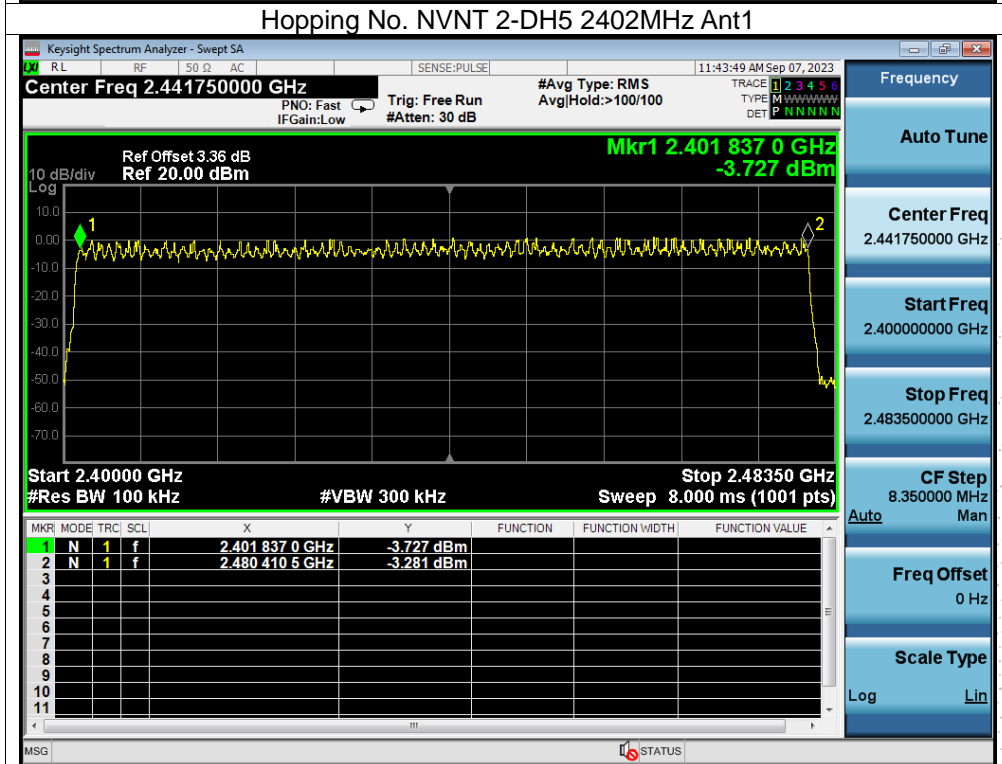 Hopping No. NVNT 2-DH5 2402MHz Ant1
Keysight Spectrum Analyzer - Swept SA
LXI RL RF 50 Ω AC SENSE:PULSE 11:43:49 AM Sep 07, 2023
Center Freq 2.441750000 GHz
PNO: Fast
IFGain:Low
Trig: Free Run
#Atten: 30 dB
#Avg Type: RMS
Avg|Hold:>100/100
TRACE 1 2 3 4 5 6
TYPE M WWWWW
DET P N N N N N
Ref Offset 3.36 dB
Ref 20.00 dBm
Mkr1 2.401 837 0 GHz
-3.727 dBm
10 dB/div
Log
10.0
0.00
-10.0
-20.0
-30.0
-40.0
-50.0
-60.0
-70.0
1
2
Start 2.40000 GHz
Stop 2.48350 GHz
#Res BW 100 kHz
#VBW 300 kHz
Sweep 8.000 ms (1001 pts)
MKR MODE TRC SCL X Y FUNCTION FUNCTION WIDTH FUNCTION VALUE
1 N 1 f 2.401 837 0 GHz -3.727 dBm
2 N 1 f 2.480 410 5 GHz -3.281 dBm
3
4
5
6
7
8
9
10
11
MSG
STATUS
Frequency
Auto Tune
Center Freq
2.441750000 GHz
Start Freq
2.400000000 GHz
Stop Freq
2.483500000 GHz
CF Step
8.350000 MHz
Auto Man
Freq Offset
0 Hz
Scale Type
Log Lin